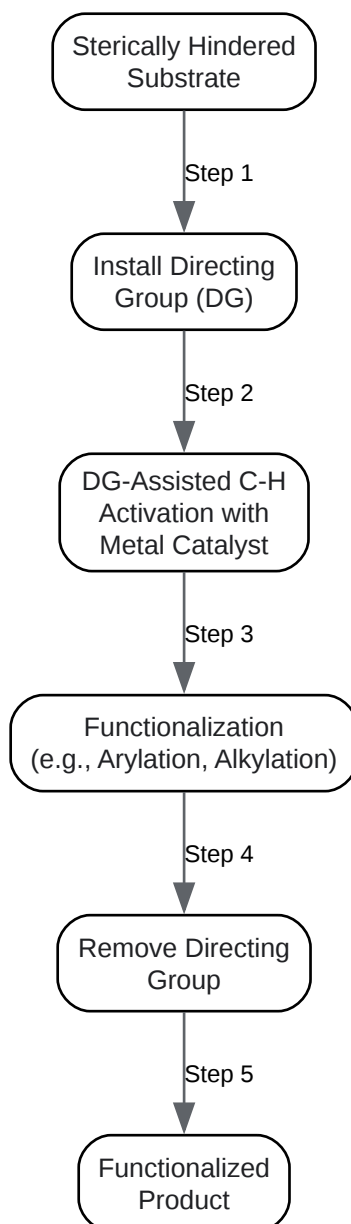 Sterically Hindered
Substrate
Step 1
Install Directing
Group (DG)
Step 2
DG-Assisted C-H
Activation with
Metal Catalyst
Step 3
Functionalization
(e.g., Arylation, Alkylation)
Step 4
Remove Directing
Group
Step 5
Functionalized
Product